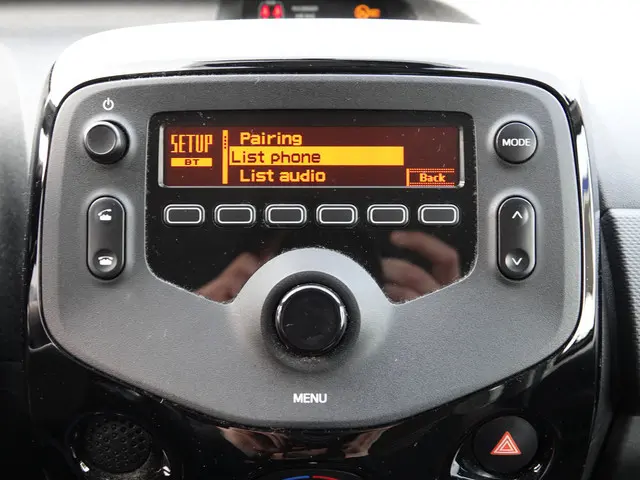 Pairing
SETUP
BT
List phone
List audio
Back
MODE
MENU